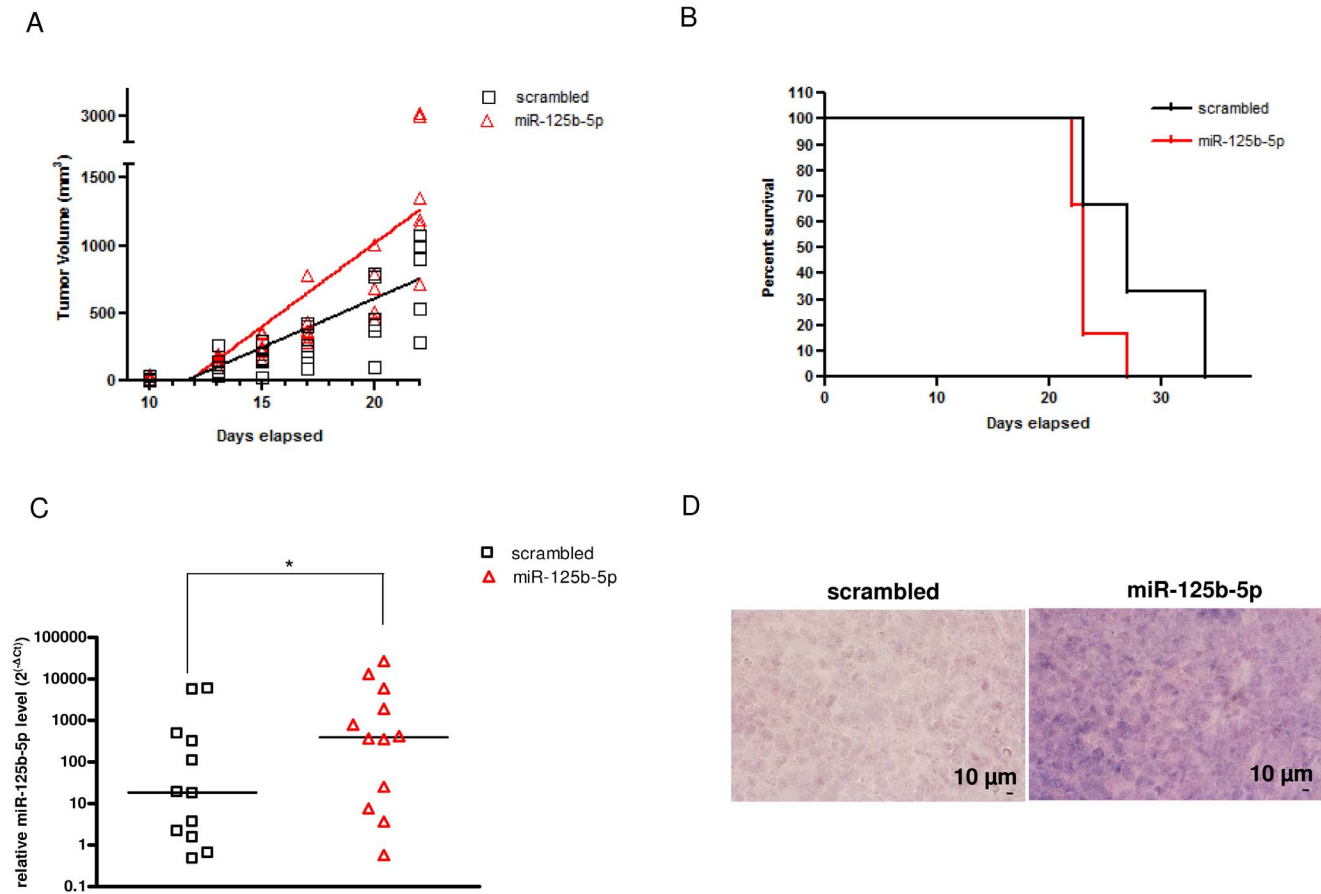 A
3000
1500
1000
500
0
10
15
20
Tumor Volume (mm³)
Days elapsed
scrambled
miR-125b-5p
B
110
100
90
80
70
60
50
40
30
20
10
0
0
10
20
30
Percent survival
Days elapsed
scrambled
miR-125b-5p
C
*
scrambled
miR-125b-5p
100000
10000
1000
100
10
1
0.1
relative miR-125b-5p level (2(-ΔCt))
D
scrambled
miR-125b-5p
10 µm
10 µm